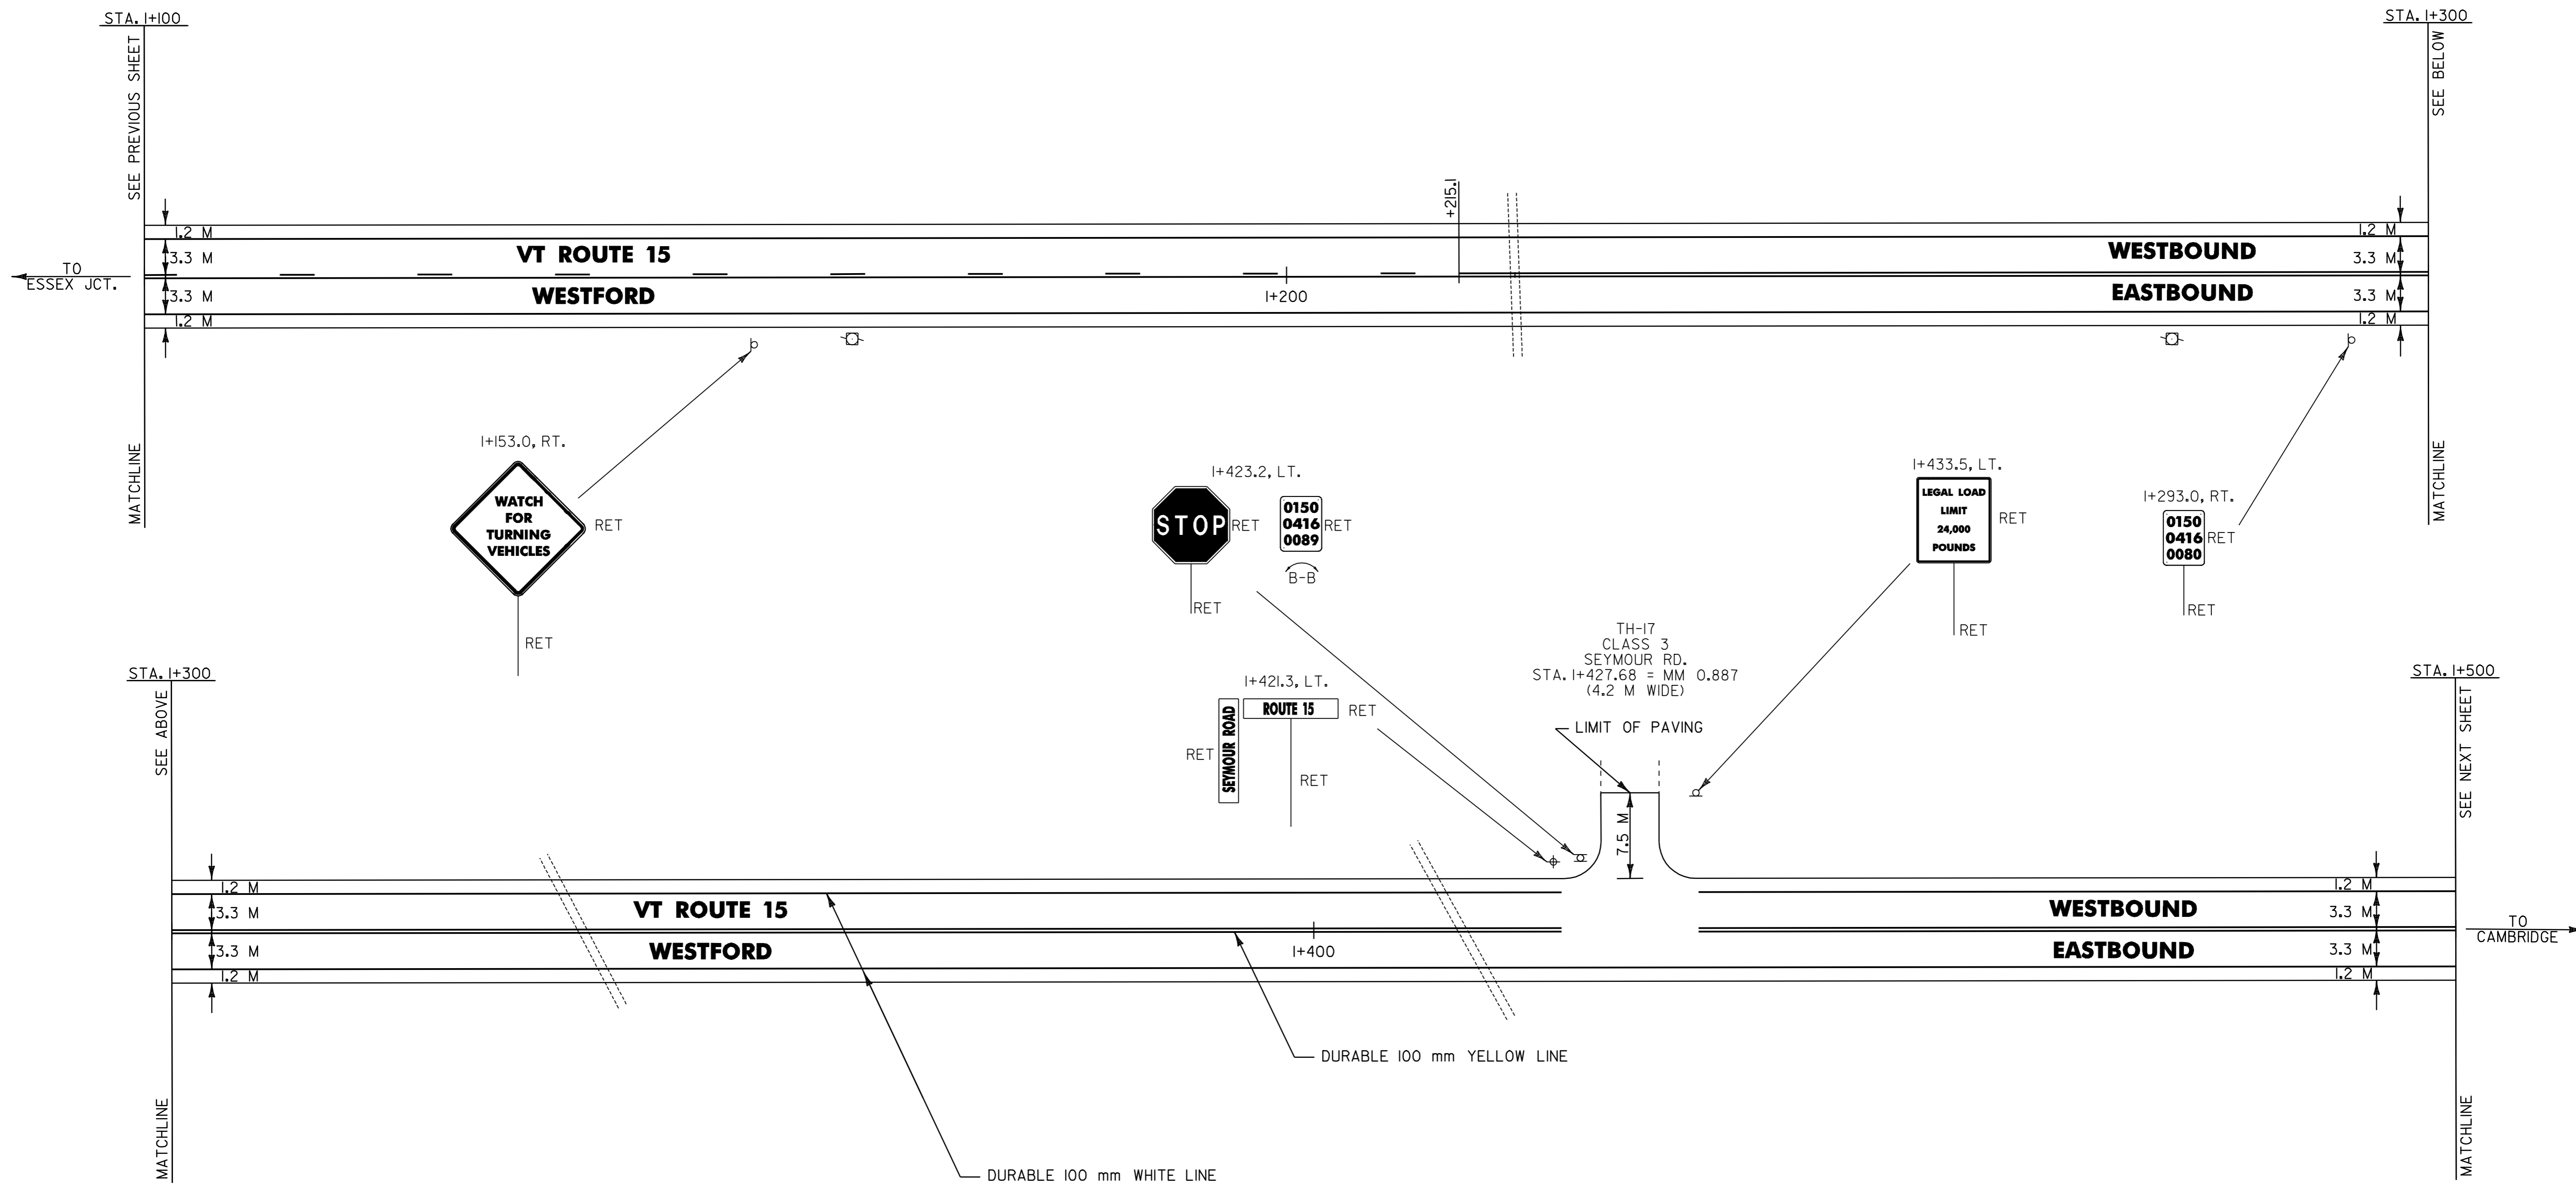 STA. 1+100
STA. 1+300
SEE PREVIOUS SHEET
SEE BELOW
+215.1
1.2 M
1.2 M
VT ROUTE 15
WESTBOUND
3.3 M
3.3 M
TO
ESSEX JCT.
3.3 M
WESTFORD
1+200
EASTBOUND
3.3 M
1.2 M
1.2 M
MATCHLINE
MATCHLINE
1+153.0, RT.
WATCH
FOR
TURNING
VEHICLES
RET
RET
1+423.2, LT.
STOP
RET
0150
0416
0089
RET
B-B
RET
1+433.5, LT.
LEGAL LOAD
LIMIT
24,000
POUNDS
RET
RET
1+293.0, RT.
0150
0416
0080
RET
RET
TH-17
CLASS 3
SEYMOUR RD.
STA. 1+427.68 = MM 0.887
(4.2 M WIDE)
LIMIT OF PAVING
1+421.3, LT.
ROUTE 15
RET
SEYMOUR ROAD
RET
RET
7.5 M
STA. 1+300
STA. 1+500
SEE ABOVE
SEE NEXT SHEET
1.2 M
1.2 M
3.3 M
VT ROUTE 15
WESTBOUND
3.3 M
TO
CAMBRIDGE
3.3 M
WESTFORD
1+400
EASTBOUND
3.3 M
1.2 M
1.2 M
DURABLE 100 mm YELLOW LINE
DURABLE 100 mm WHITE LINE
MATCHLINE
MATCHLINE